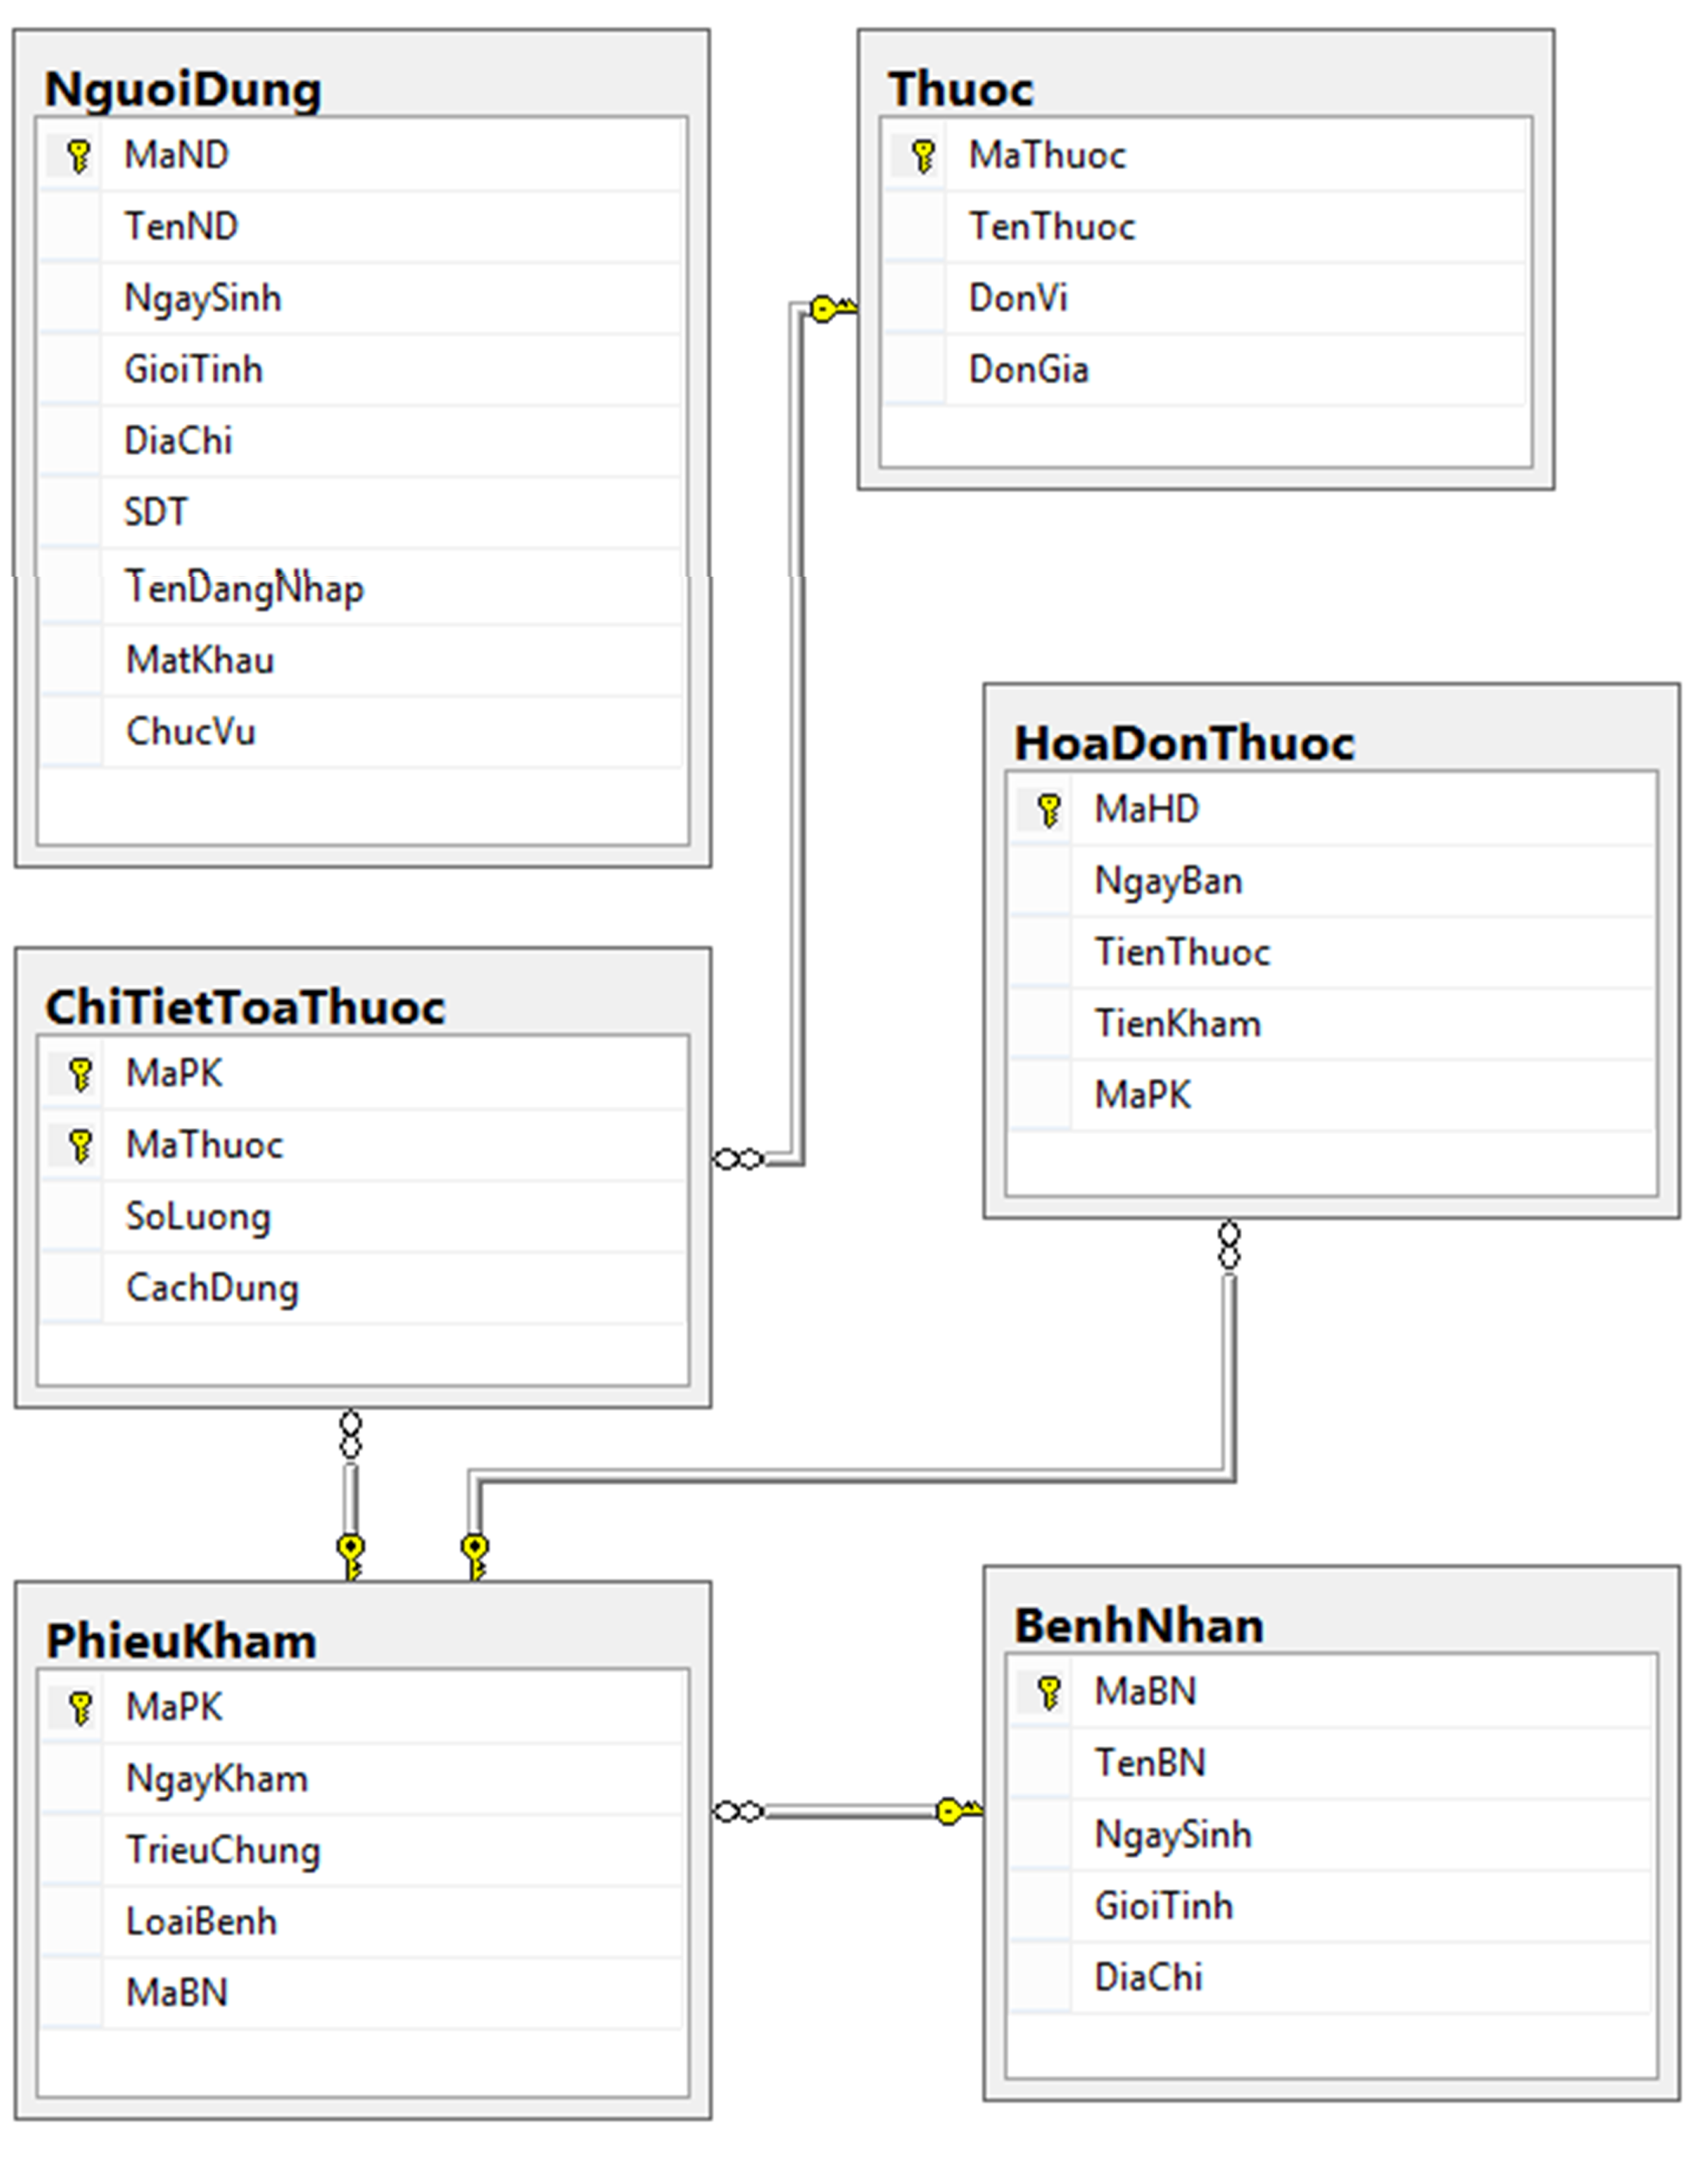 NguoiDung
MaND
TenND
NgaySinh
GioiTinh
DiaChi
SDT
TenDangNhap
MatKhau
ChucVu
Thuoc
MaThuoc
TenThuoc
DonVi
DonGia
HoaDonThuoc
MaHD
NgayBan
TienThuoc
TienKham
MaPK
ChiTietToaThuoc
MaPK
MaThuoc
SoLuong
CachDung
PhieuKham
MaPK
NgayKham
TrieuChung
LoaiBenh
MaBN
BenhNhan
MaBN
TenBN
NgaySinh
GioiTinh
DiaChi